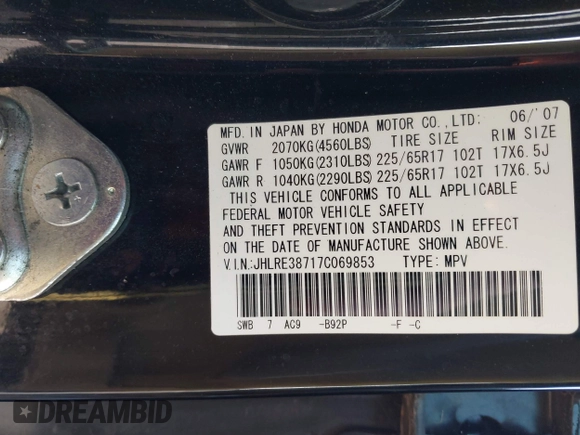 MFD. IN JAPAN BY HONDA MOTOR CO.,LTD: 06/'07
GVWR 2070KG(4560LBS) TIRE SIZE RIM SIZE
GAWR F 1050KG(2310LBS) 225/65R17 102T 17X6.5J
GAWR R 1040KG(2290LBS) 225/65R17 102T 17X6.5J
THIS VEHICLE CONFORMS TO ALL APPLICABLE
FEDERAL MOTOR VEHICLE SAFETY
AND THEFT PREVENTION STANDARDS IN EFFECT
ON THE DATE OF MANUFACTURE SHOWN ABOVE.
V.I.N.:JHLRE38717C069853 TYPE: MPV
SWB 7 AC9 -B92P -F -C
DREAMBID